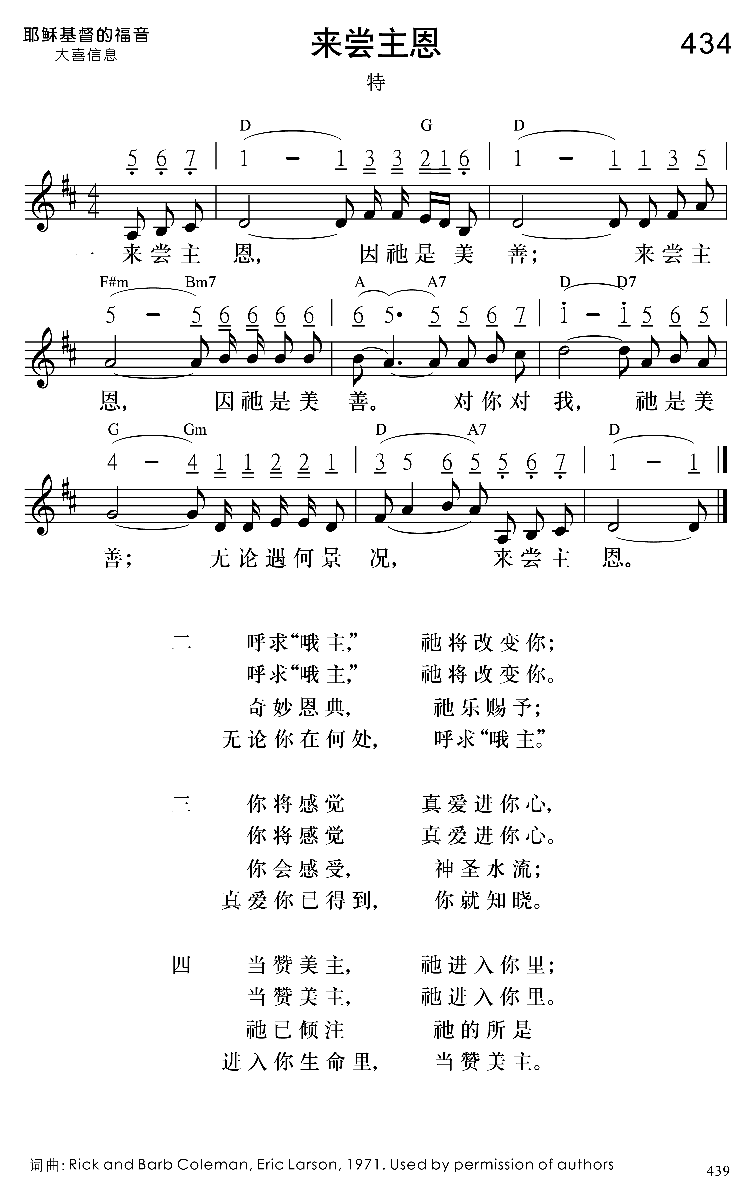 耶稣基督的福音
来尝主恩
434
大喜信息
特
D G D
5 6 7 | 1 – 1 3 3 2 1 6 | 1 – 1 1 3 5 |
4
4
一 来尝主 恩， 因祂是美 善； 来尝主
F#m Bm7 A A7 D D7
5 – 5 6 6 6 6 | 6 5· 5 5 6 7 | 1 – 1 5 6 5 |
恩， 因祂是美 善。 对你对 我， 祂是美
G Gm D A7 D
4 – 4 1 1 2 2 1 | 3 5 6 5 5 6 7 | 1 – 1 ‖
善； 无论遇何景 况， 来尝主 恩。
二 呼求“哦主，” 祂将改变你；
呼求“哦主，” 祂将改变你。
奇妙恩典， 祂乐赐予；
无论你在何处， 呼求“哦主。”
三 你将感觉 真爱进你心，
你将感觉 真爱进你心。
你会感受， 神圣水流；
真爱你已得到， 你就知晓。
四 当赞美主， 祂进入你里；
当赞美主， 祂进入你里。
祂已倾注 祂的所是
进入你生命里， 当赞美主。
词曲: Rick and Barb Coleman, Eric Larson, 1971. Used by permission of authors
439